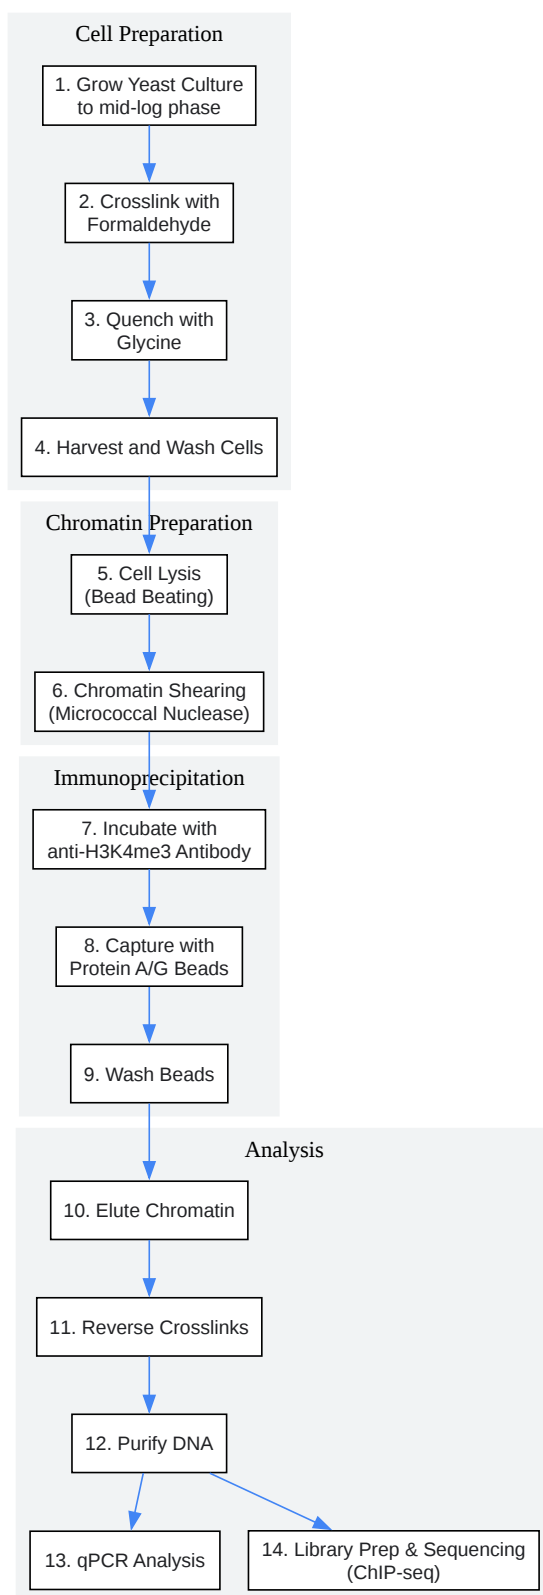 Cell Preparation
1. Grow Yeast Culture
to mid-log phase
2. Crosslink with
Formaldehyde
3. Quench with
Glycine
4. Harvest and Wash Cells
Chromatin Preparation
5. Cell Lysis
(Bead Beating)
6. Chromatin Shearing
(Micrococcal Nuclease)
Immunoprecipitation
7. Incubate with
anti-H3K4me3 Antibody
8. Capture with
Protein A/G Beads
9. Wash Beads
Analysis
10. Elute Chromatin
11. Reverse Crosslinks
12. Purify DNA
13. qPCR Analysis
14. Library Prep & Sequencing
(ChIP-seq)